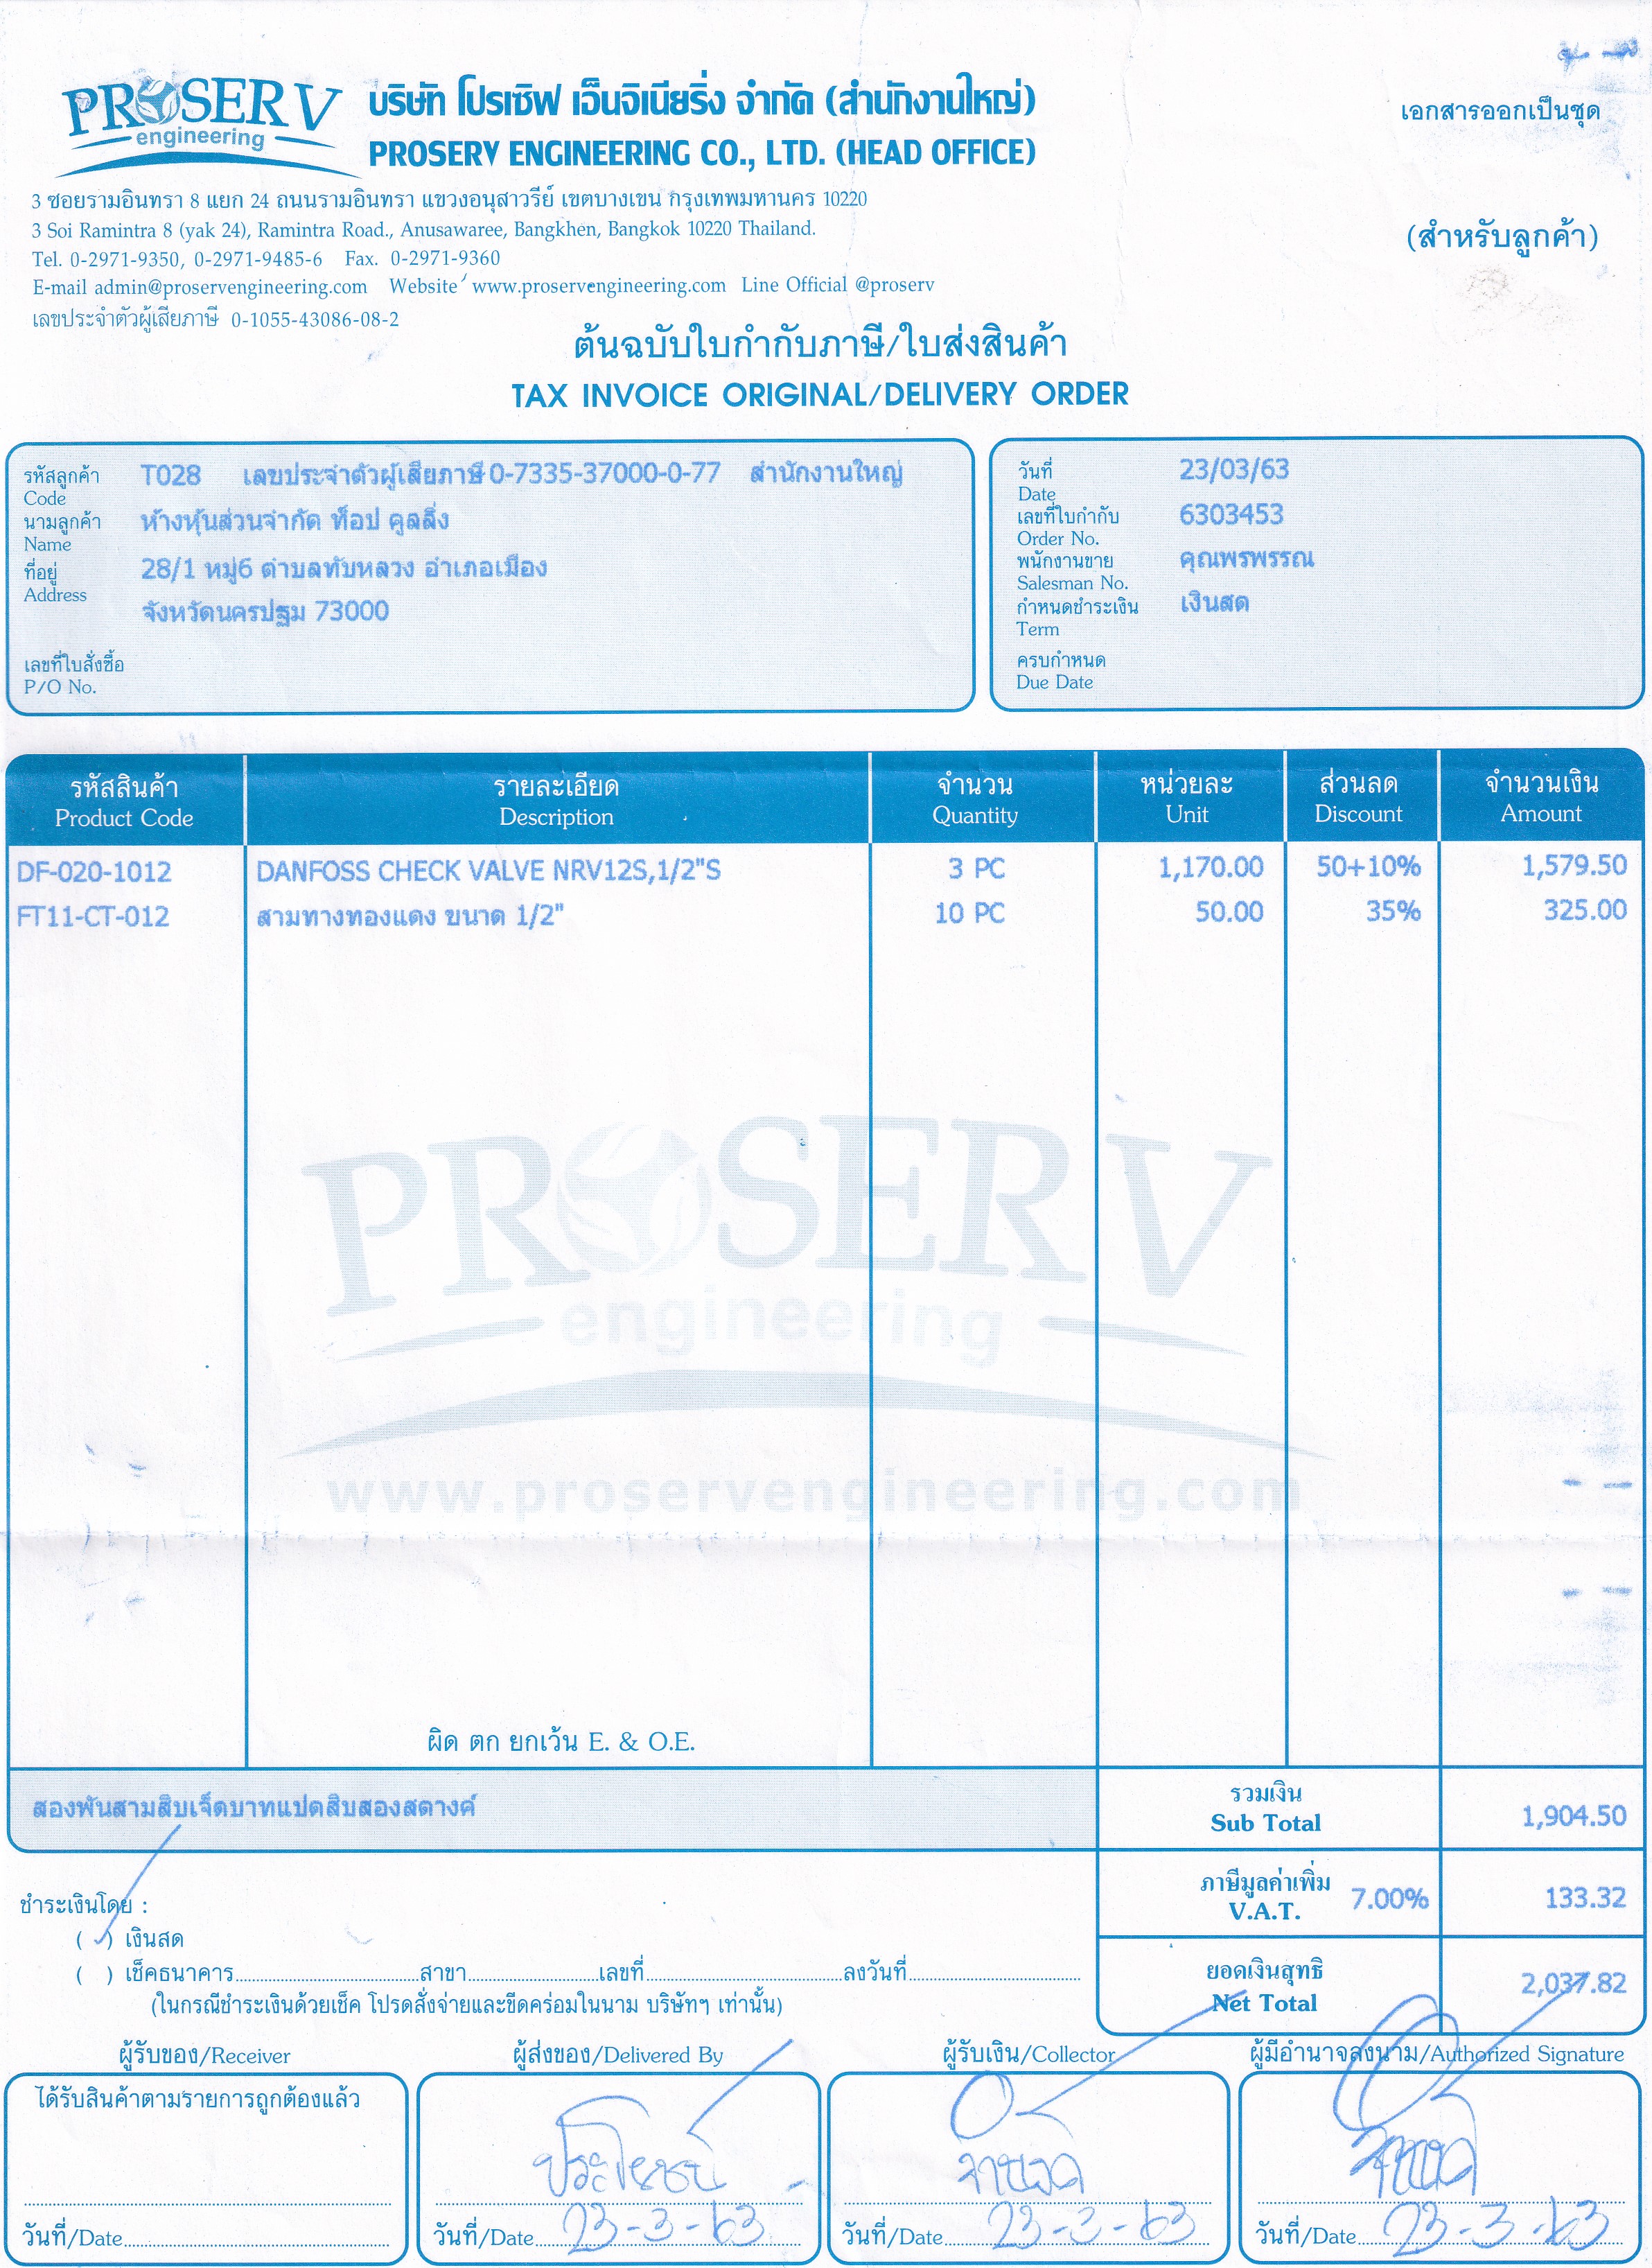 PROSERV
engineering
บริษัท โปรเซิฟ เอ็นจิเนียริ่ง จำกัด (สำนักงานใหญ่)
PROSERV ENGINEERING CO., LTD. (HEAD OFFICE)
เอกสารออกเป็นชุด
(สำหรับลูกค้า)
3 ซอยรามอินทรา 8 แยก 24 ถนนรามอินทรา แขวงอนุสาวรีย์ เขตบางเขน กรุงเทพมหานคร 10220
3 Soi Ramintra 8 (yak 24), Ramintra Road., Anusawaree, Bangkhen, Bangkok 10220 Thailand.
Tel. 0-2971-9350, 0-2971-9485-6 Fax. 0-2971-9360
E-mail admin@proservengineering.com Website www.proservengineering.com Line Official @proserv
เลขประจำตัวผู้เสียภาษี 0-1055-43086-08-2
ต้นฉบับใบกำกับภาษี/ใบส่งสินค้า
TAX INVOICE ORIGINAL/DELIVERY ORDER
รหัสลูกค้า T028 เลขประจำตัวผู้เสียภาษี 0-7335-37000-0-77 สำนักงานใหญ่
Code
นามลูกค้า ห้างหุ้นส่วนจำกัด ท็อป คูลลิ่ง
Name
ที่อยู่ 28/1 หมู่6 ตำบลทัพหลวง อำเภอเมือง
Address
จังหวัดนครปฐม 73000
เลขที่ใบสั่งซื้อ
P/O No.
วันที่ 23/03/63
Date
เลขที่ใบกำกับ 6303453
Order No.
พนักงานขาย คุณพรพรรณ
Salesman No.
กำหนดชำระเงิน เงินสด
Term
ครบกำหนด
Due Date
รหัสสินค้า รายละเอียด จำนวน หน่วยละ ส่วนลด จำนวนเงิน
Product Code Description Quantity Unit Discount Amount
DF-020-1012 DANFOSS CHECK VALVE NRV12S,1/2"S 3 PC 1,170.00 50+10% 1,579.50
FT11-CT-012 สามทางทองแดง ขนาด 1/2" 10 PC 50.00 35% 325.00
PROSERV
engineering
www.proservengineering.com
ผิด ตก ยกเว้น E. & O.E.
สองพันสามสิบเจ็ดบาทแปดสิบสองสตางค์
รวมเงิน
Sub Total 1,904.50
ภาษีมูลค่าเพิ่ม
V.A.T. 7.00% 133.32
ยอดเงินสุทธิ
Net Total 2,037.82
ชำระเงินโดย :
( ✓ ) เงินสด
( ) เช็คธนาคาร สาขา เลขที่ ลงวันที่
(ในกรณีชำระเงินด้วยเช็ค โปรดสั่งจ่ายและขีดคร่อมในนาม บริษัทฯ เท่านั้น)
ผู้รับของ/Receiver ผู้ส่งของ/Delivered By ผู้รับเงิน/Collector ผู้มีอำนาจลงนาม/Authorized Signature
ได้รับสินค้าตามรายการถูกต้องแล้ว
วันที่/Date
วันที่/Date 23-3-63
วันที่/Date 23-3-63
วันที่/Date 23-3-63